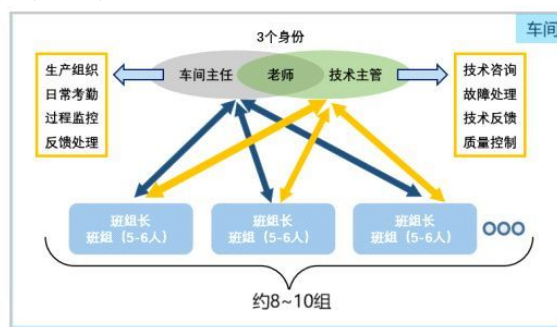 车间
3个身份
生产组织
日常考勤
过程监控
反馈处理
车间主任
老师
技术主管
技术咨询
故障处理
技术反馈
质量控制
班组长
班组（5-6人）
班组长
班组（5-6人）
班组长
班组（5-6人）
约8~10组